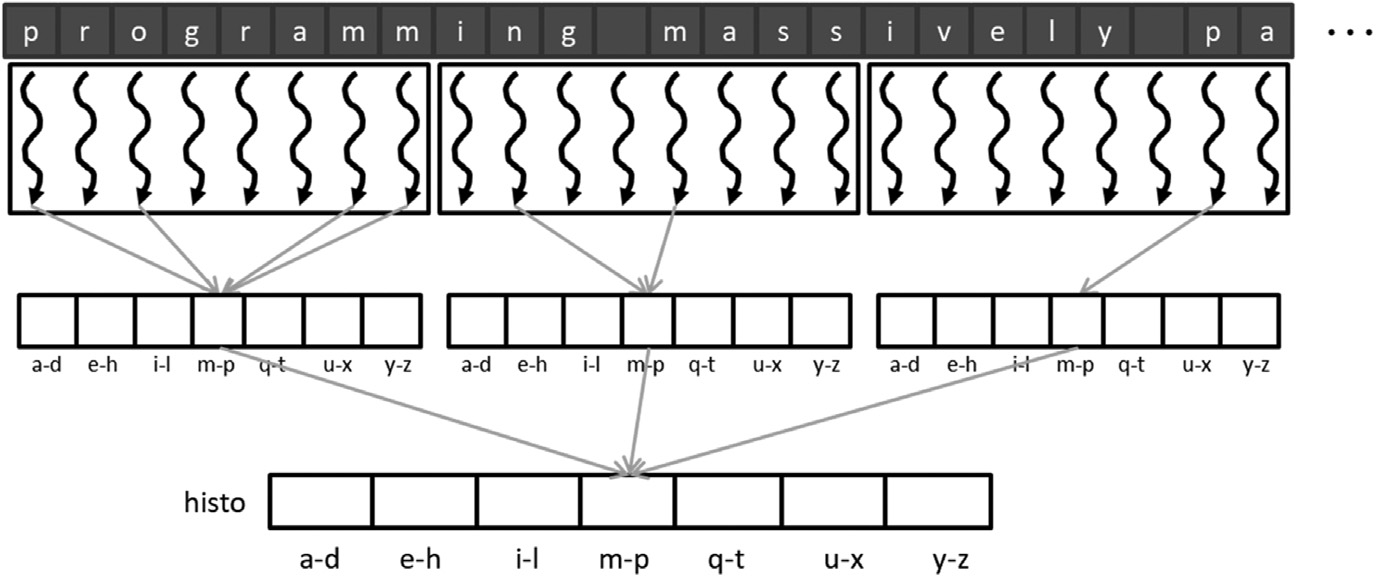 p r o g r a m m i n g m a s s i v e l y p a ...
a-d e-h i-l m-p q-t u-x y-z a-d e-h i-l m-p q-t u-x y-z a-d e-h i-l m-p q-t u-x y-z
histo
a-d e-h i-l m-p q-t u-x y-z